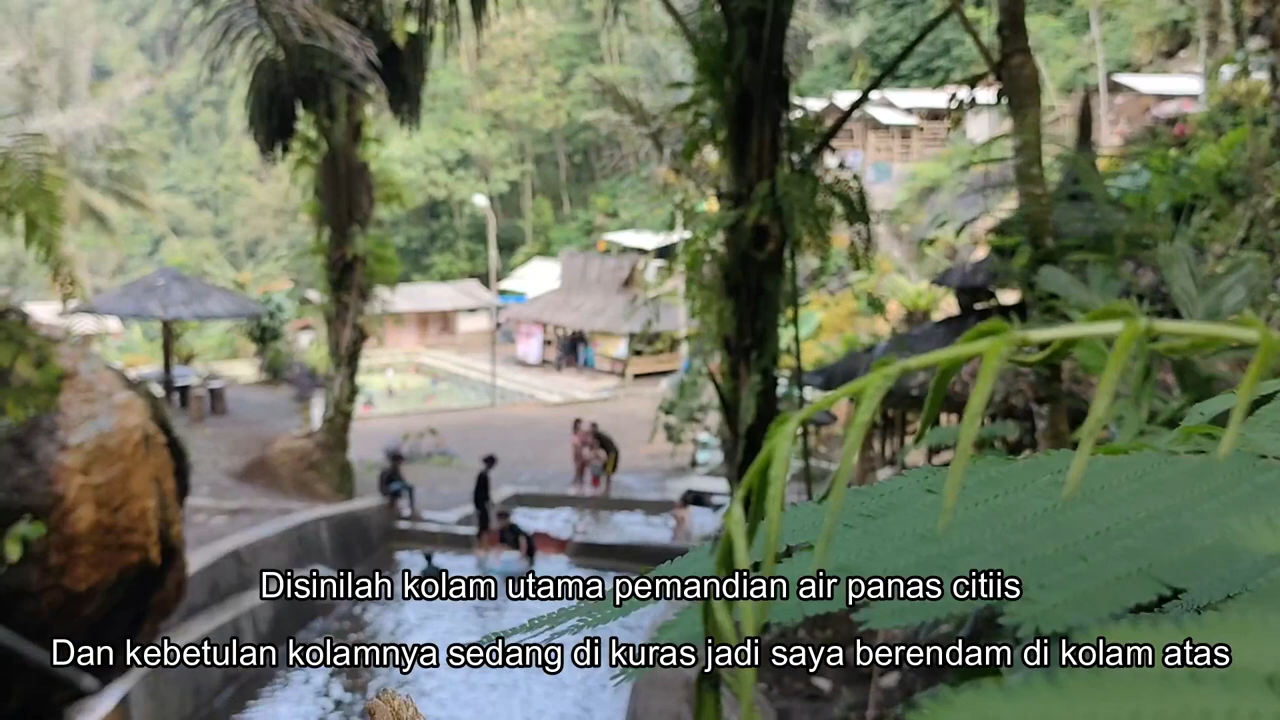 Disinilah kolam utama pemandian air panas citiis
Dan kebetulan kolamnya sedang di kuras jadi saya berendam di kolam atas